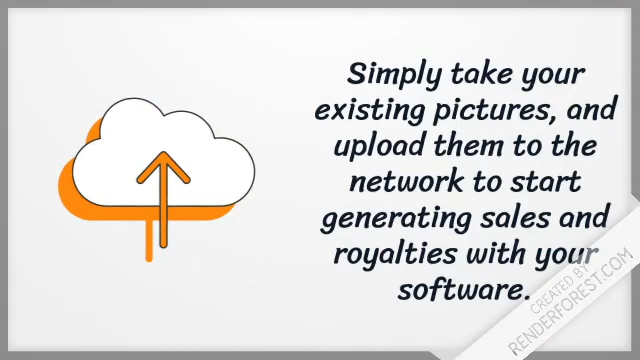 Simply take your
existing pictures, and
upload them to the
network to start
generating sales and
royalties with your
software.
CREATED BY
RENDERFOREST.COM